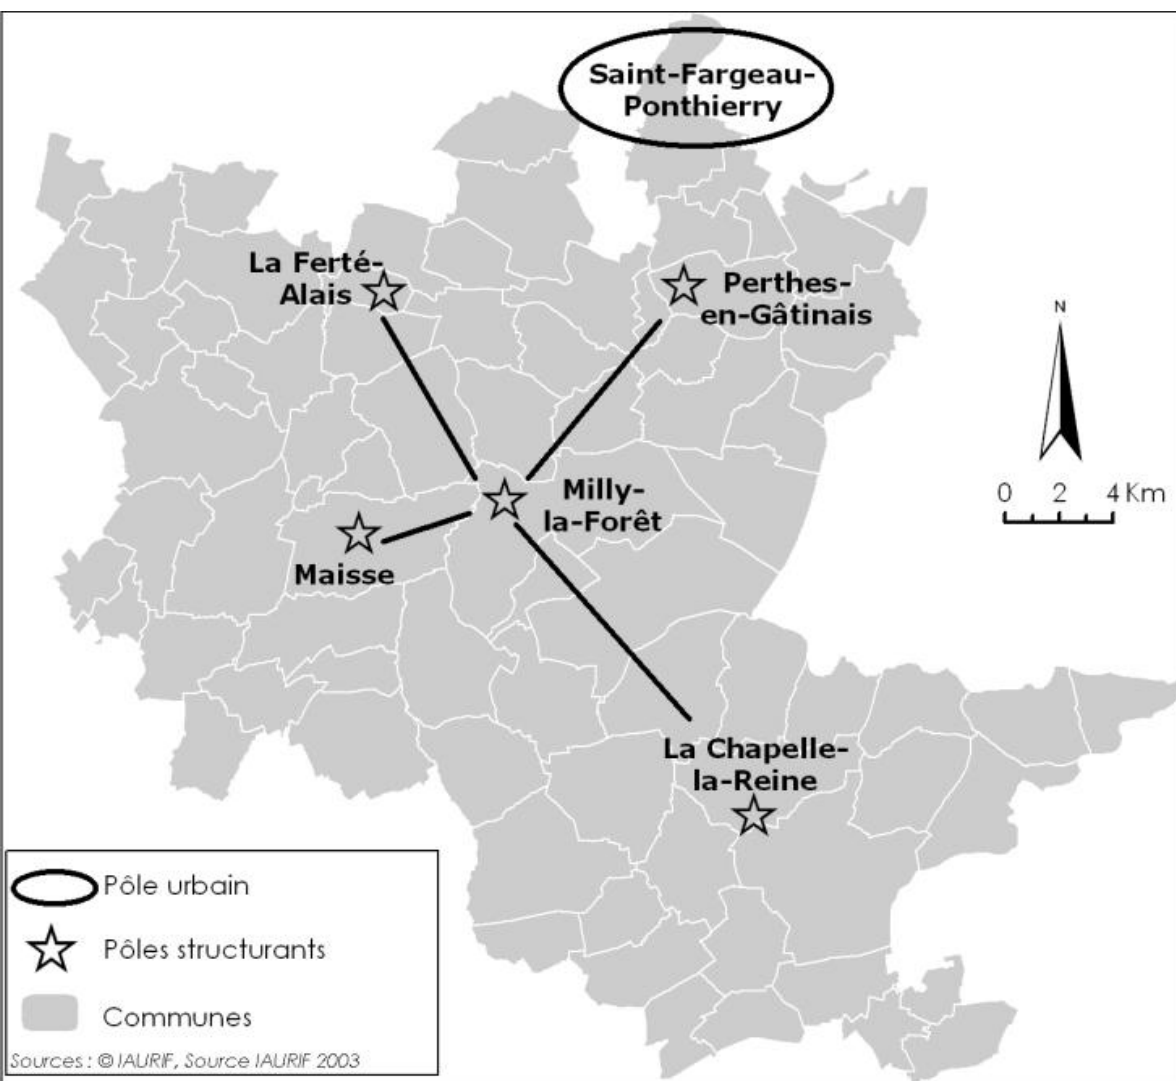 Saint-Fargeau-
Ponthierry
La Ferté-
Alais
Perthes-
en-Gâtinais
N
0 2 4 Km
Milly-
la-Forêt
Maisse
La Chapelle-
la-Reine
Pôle urbain
Pôles structurants
Communes
Sources : © IAURIF, Source IAURIF 2003